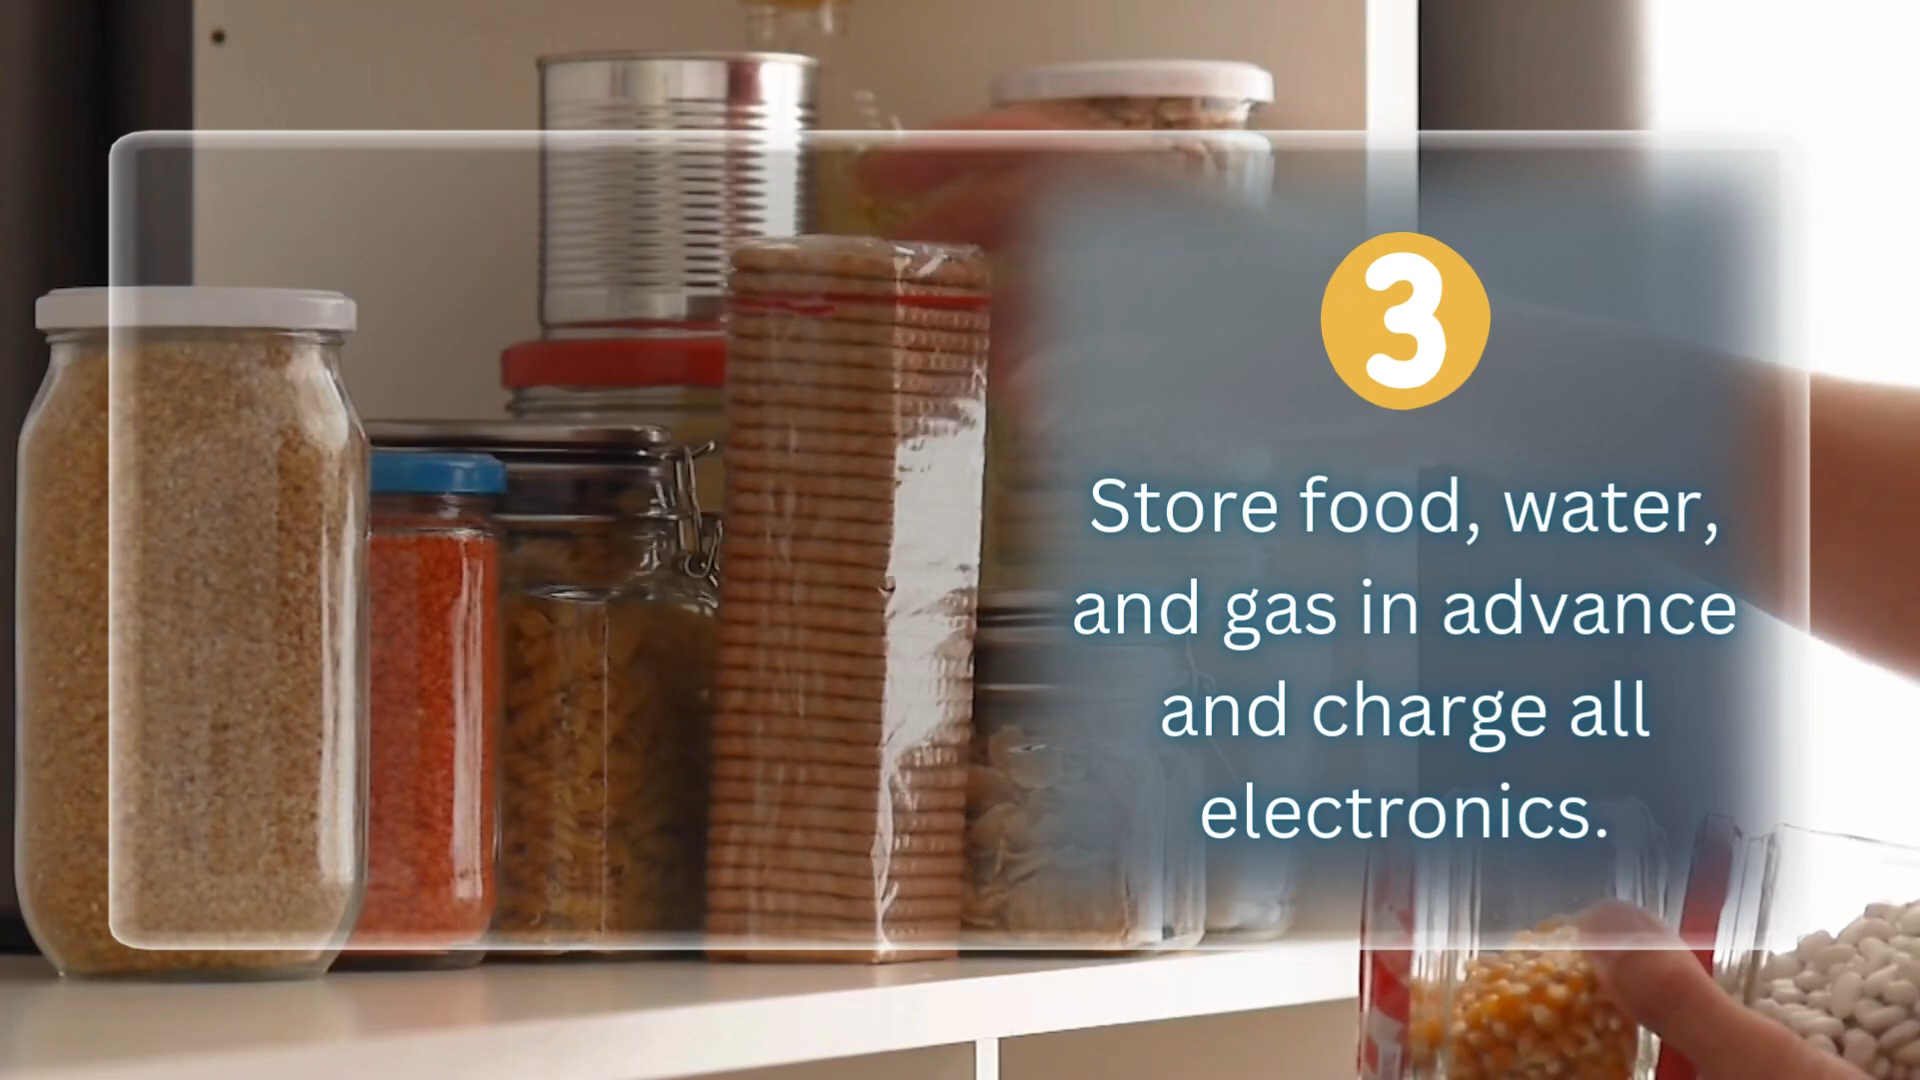 3
Store food, water,
and gas in advance
and charge all
electronics.